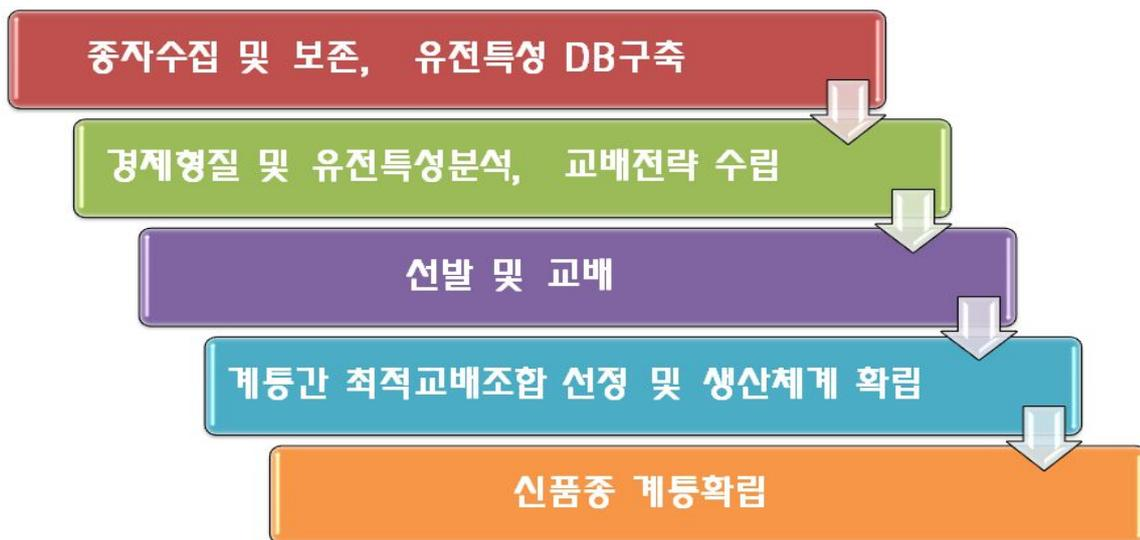 종자수집 및 보존, 유전특성 DB구축
경제형질 및 유전특성분석, 교배전략 수립
선발 및 교배
계통간 최적교배조합 선정 및 생산체계 확립
신품종 계통확립